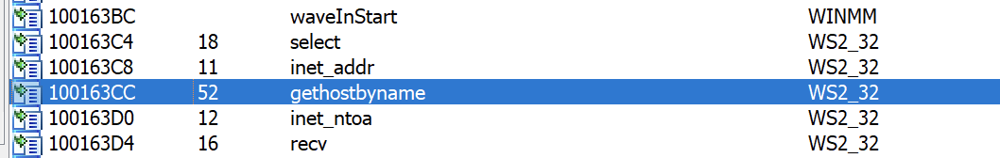 100163BC waveInStart WINMM
100163C4 18 select WS2_32
100163C8 11 inet_addr WS2_32
100163CC 52 gethostbyname WS2_32
100163D0 12 inet_ntoa WS2_32
100163D4 16 recv WS2_32